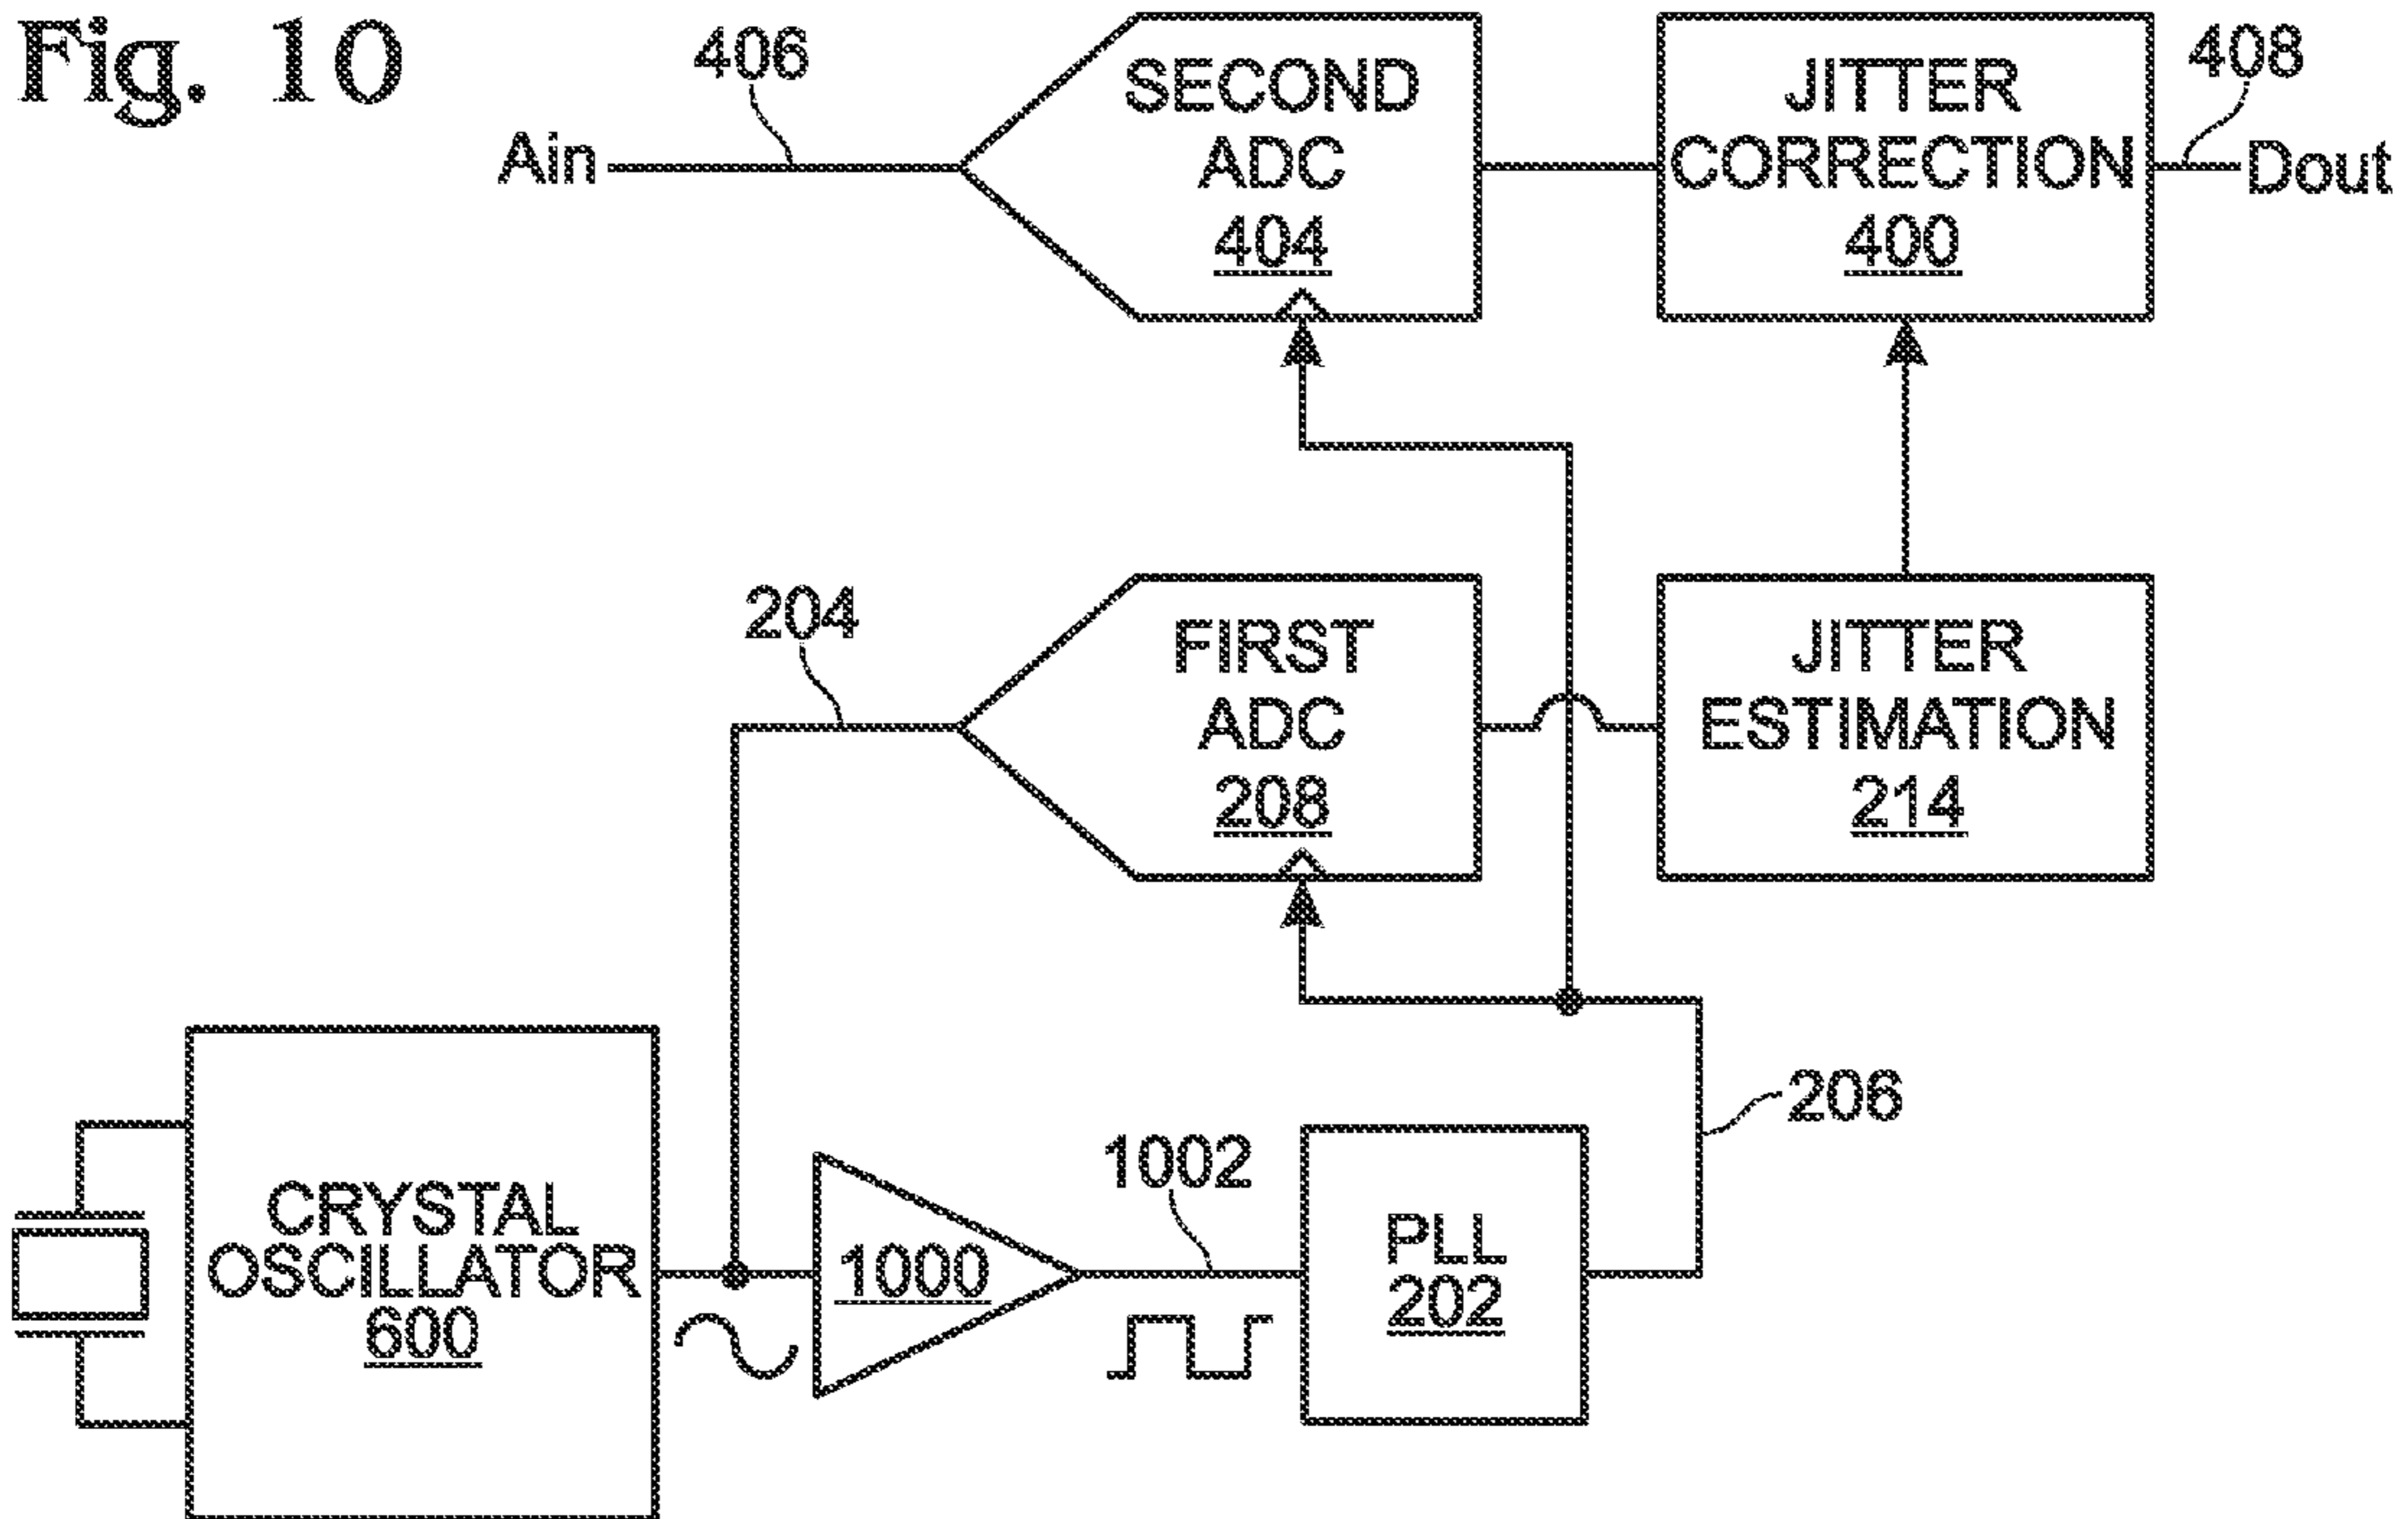 Fig. 10
406
408
SECOND
ADC
404
JITTER
CORRECTION
400
Ain
Dout
204
FIRST
ADC
208
JITTER
ESTIMATION
214
206
1002
CRYSTAL
OSCILLATOR
600
1000
PLL
202